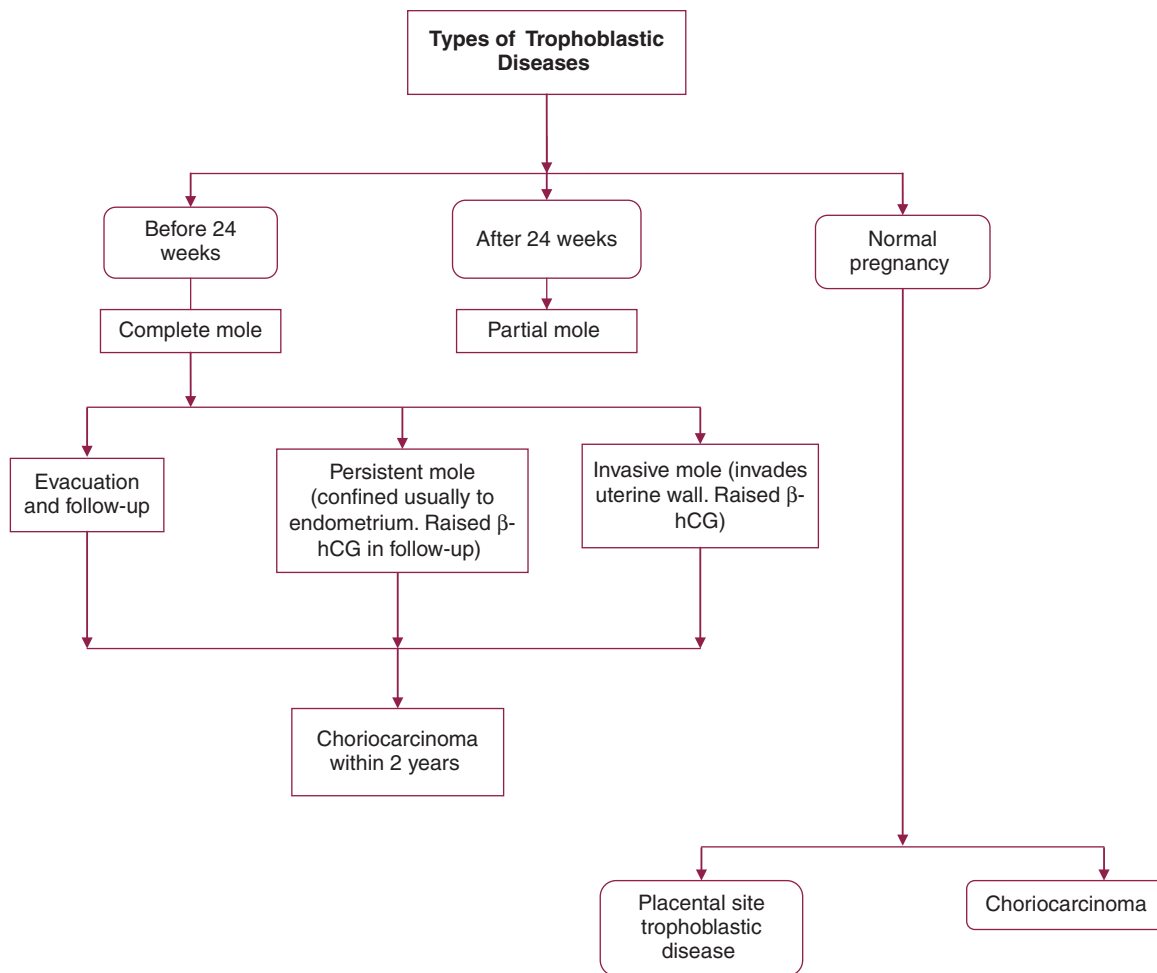 Types of Trophoblastic
Diseases
Before 24
weeks
After 24 weeks
Normal
pregnancy
Complete mole
Partial mole
Evacuation
and follow-up
Persistent mole
(confined usually to
endometrium. Raised β-
hCG in follow-up)
Invasive mole (invades
uterine wall. Raised β-
hCG)
Choriocarcinoma
within 2 years
Placental site
trophoblastic
disease
Choriocarcinoma